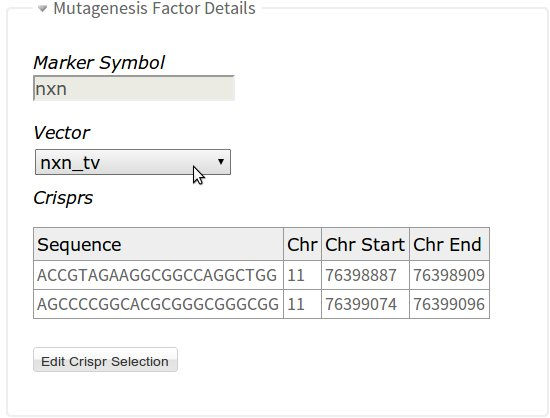 Mutagenesis Factor Details
Marker Symbol
nxn
Vector
nxn_tv
Crisprs
Sequence Chr Chr Start Chr End
ACCGTAGAAGGCGGCCAGGCTGG 11 76398887 76398909
AGCCCCGGCACGCGGGCGGGCGG 11 76399074 76399096
Edit Crispr Selection